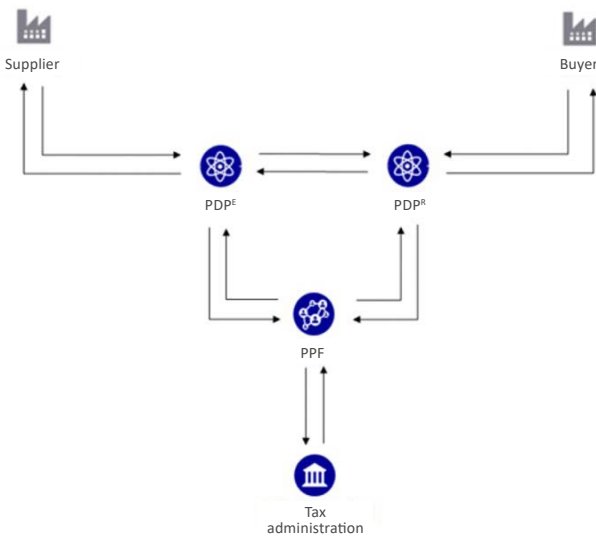 Supplier
Buyer
PDPᴱ
PDPᴿ
PPF
Tax
administration